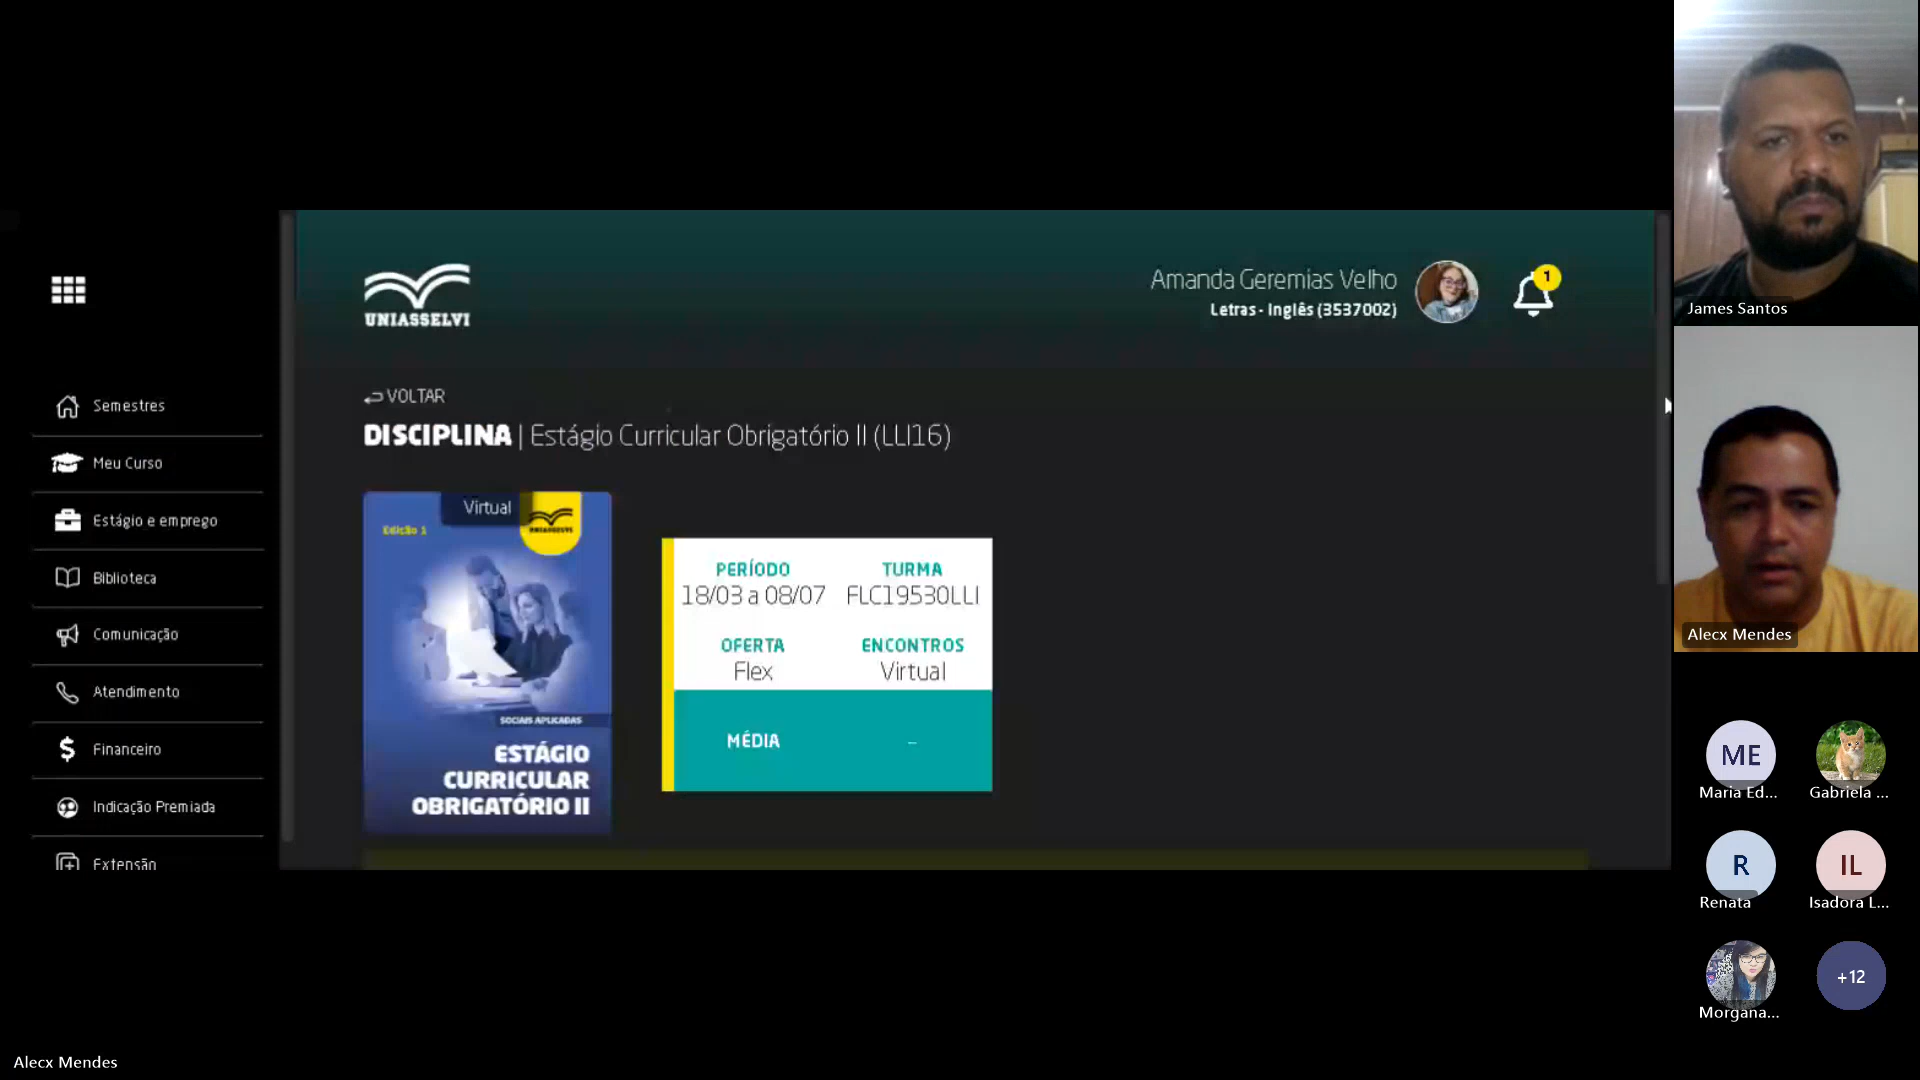 UNIASSELVI
Amanda Geremias Velho
Letras - Inglês (3537002)
1
VOLTAR
DISCIPLINA | Estágio Curricular Obrigatório II (LLI16)
Semestres
Meu Curso
Estágio e emprego
Biblioteca
Comunicação
Atendimento
Financeiro
Indicação Premiada
Extensão
Virtual
Edição 1
UNIASSELVI
SOCIAIS APLICADAS
ESTÁGIO
CURRICULAR
OBRIGATÓRIO II
PERÍODO
18/03 a 08/07
TURMA
FLC19530LLI
OFERTA
Flex
ENCONTROS
Virtual
MÉDIA
–
James Santos
Alecx Mendes
ME
Maria Ed...
Gabriela ...
R
Renata
IL
Isadora L...
Morgana...
+12
Alecx Mendes